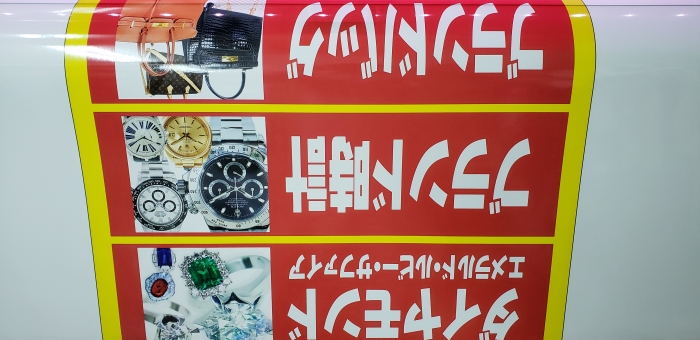 ダイヤモンド
エメラルド・ルビー・サファイア
ブランド時計
ブランドバッグ